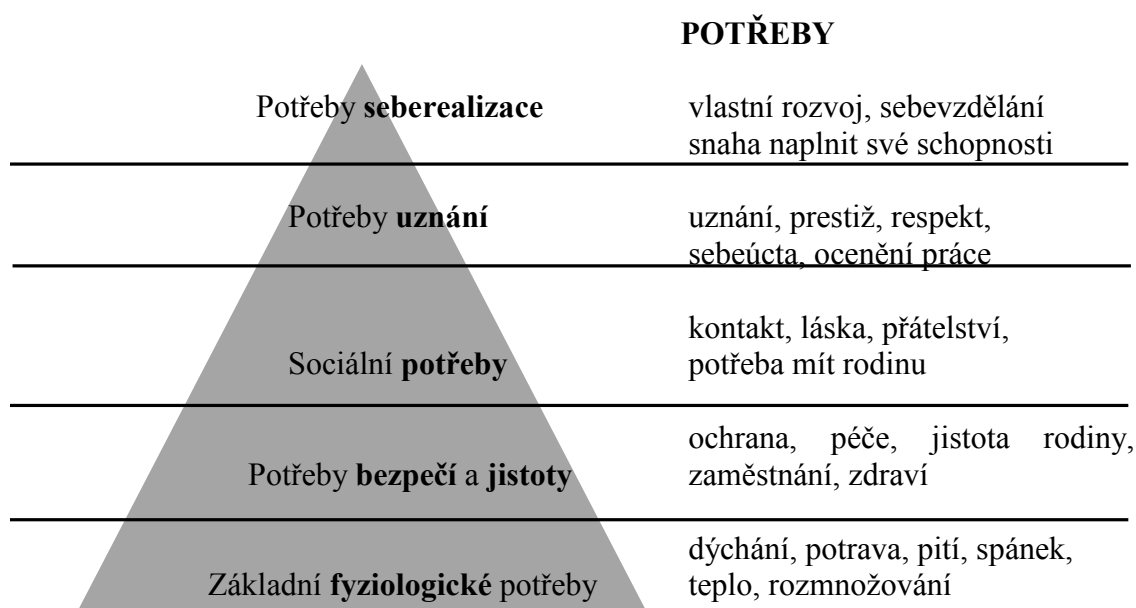 POTŘEBY
Potřeby seberealizace
vlastní rozvoj, sebevzdělání
snaha naplnit své schopnosti
Potřeby uznání
uznání, prestiž, respekt,
sebeúcta, ocenění práce
Sociální potřeby
kontakt, láska, přátelství,
potřeba mít rodinu
Potřeby bezpečí a jistoty
ochrana, péče, jistota rodiny,
zaměstnání, zdraví
Základní fyziologické potřeby
dýchání, potrava, pití, spánek,
teplo, rozmnožování